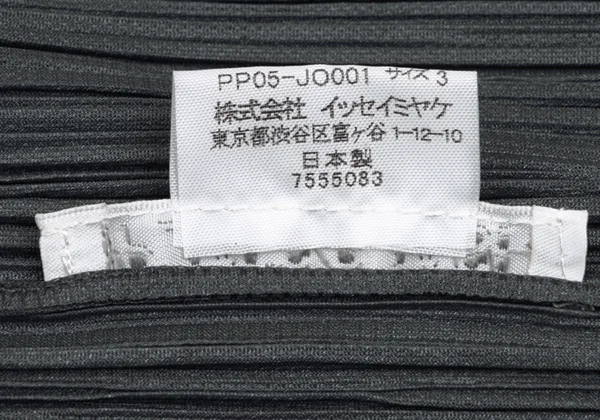 PP05-JO001 サイズ 3
株式会社 イッセイミヤケ
東京都渋谷区富ヶ谷1-12-10
日本製
7555083